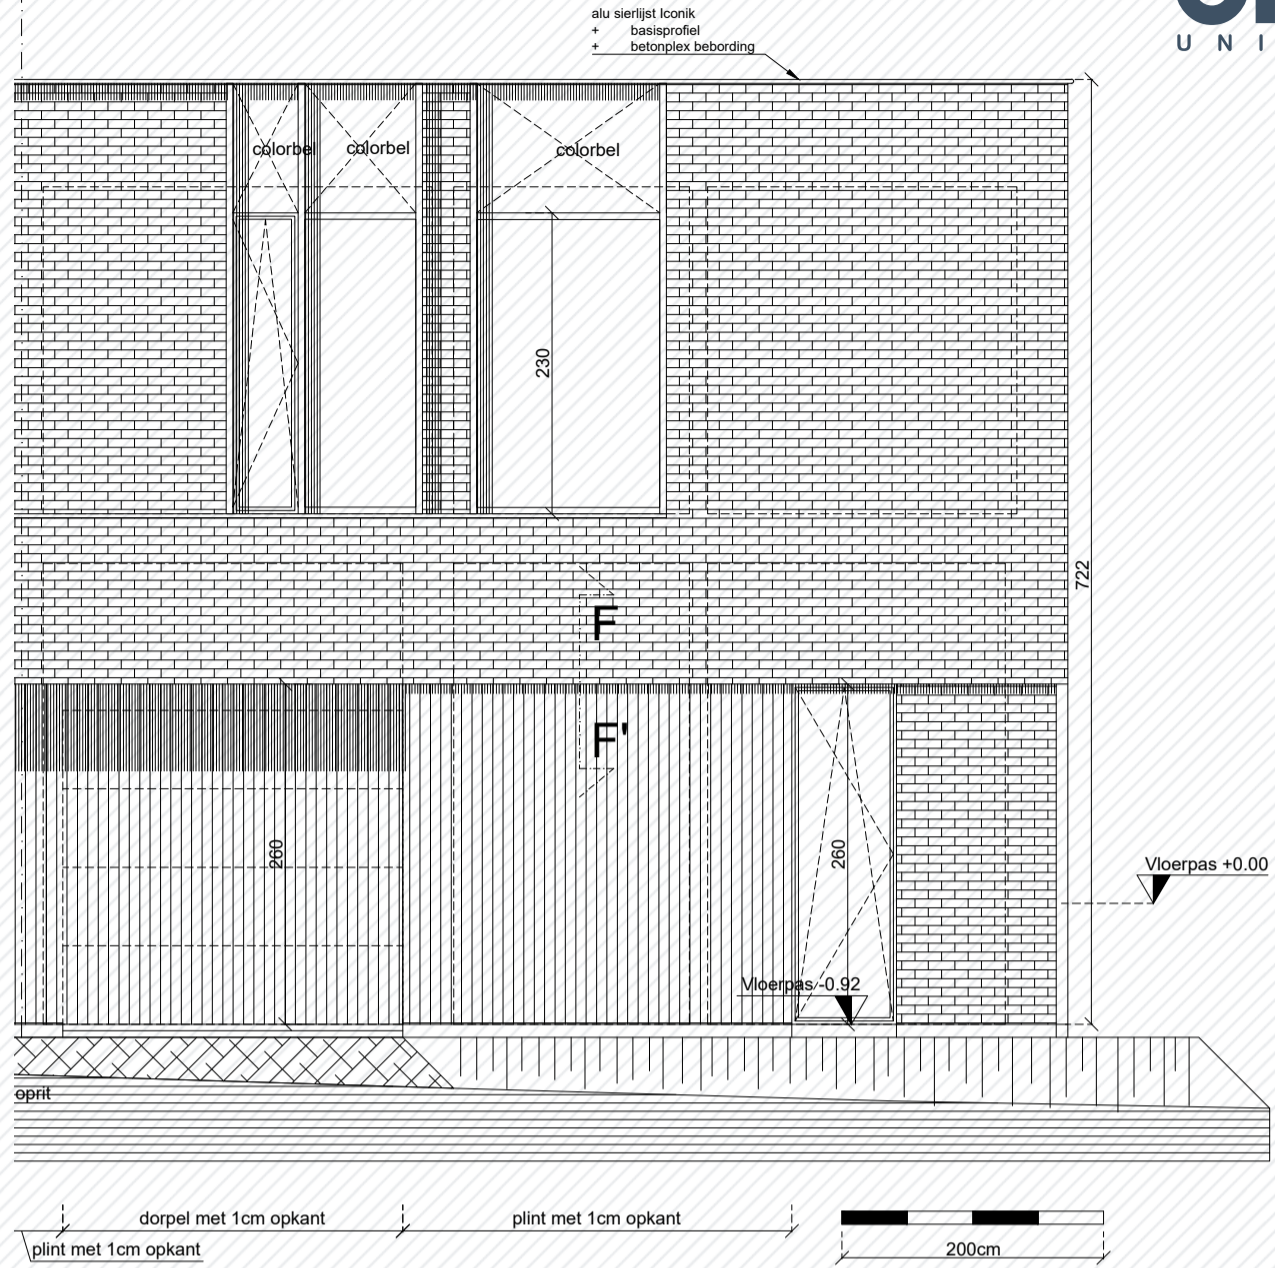 alu sierlijst Iconik
+ basisprofiel
+ betonplex bebording
U N I
colorbel
colorbel
colorbel
230
722
F
F'
260
260
Vloerpas +0.00
Vloerpas -0.92
oprit
dorpel met 1cm opkant
plint met 1cm opkant
plint met 1cm opkant
200cm